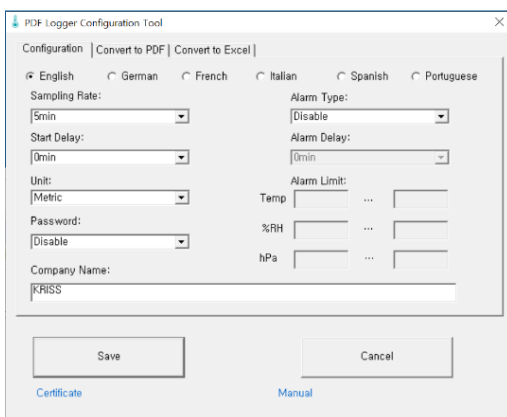 PDF Logger Configuration Tool
Configuration Convert to PDF Convert to Excel
English German French Italian Spanish Portuguese
Sampling Rate: Alarm Type:
5min Disable
Start Delay: Alarm Delay:
0min 0min
Unit: Alarm Limit:
Metric Temp ...
Password: %RH ...
Disable
hPa ...
Company Name:
KRISS
Save Cancel
Certificate Manual